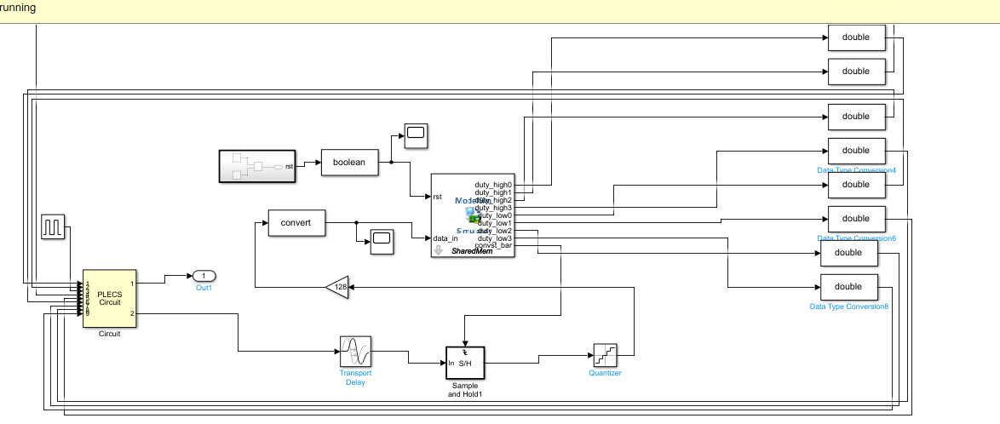 running
double
double
double
double
Data Type Conversion4
double
double
Data Type Conversion6
double
double
Data Type Conversion8
rst
boolean
rst
data_in
duty_high0
duty_high1
duty_high2
duty_high3
duty_low0
duty_low1
duty_low2
duty_low3
convst_bar
SharedMem
convert
128
1
Out1
PLECS
Circuit
1
2
Circuit
Transport
Delay
In
S/H
Sample
and Hold1
Quantizer